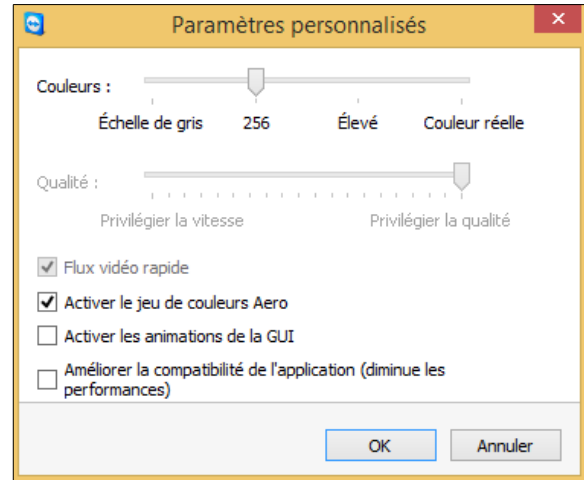 Paramètres personnalisés
Couleurs :
Échelle de gris 256 Élevé Couleur réelle
Qualité :
Privilégier la vitesse Privilégier la qualité
Flux vidéo rapide
Activer le jeu de couleurs Aero
Activer les animations de la GUI
Améliorer la compatibilité de l'application (diminue les
performances)
OK Annuler